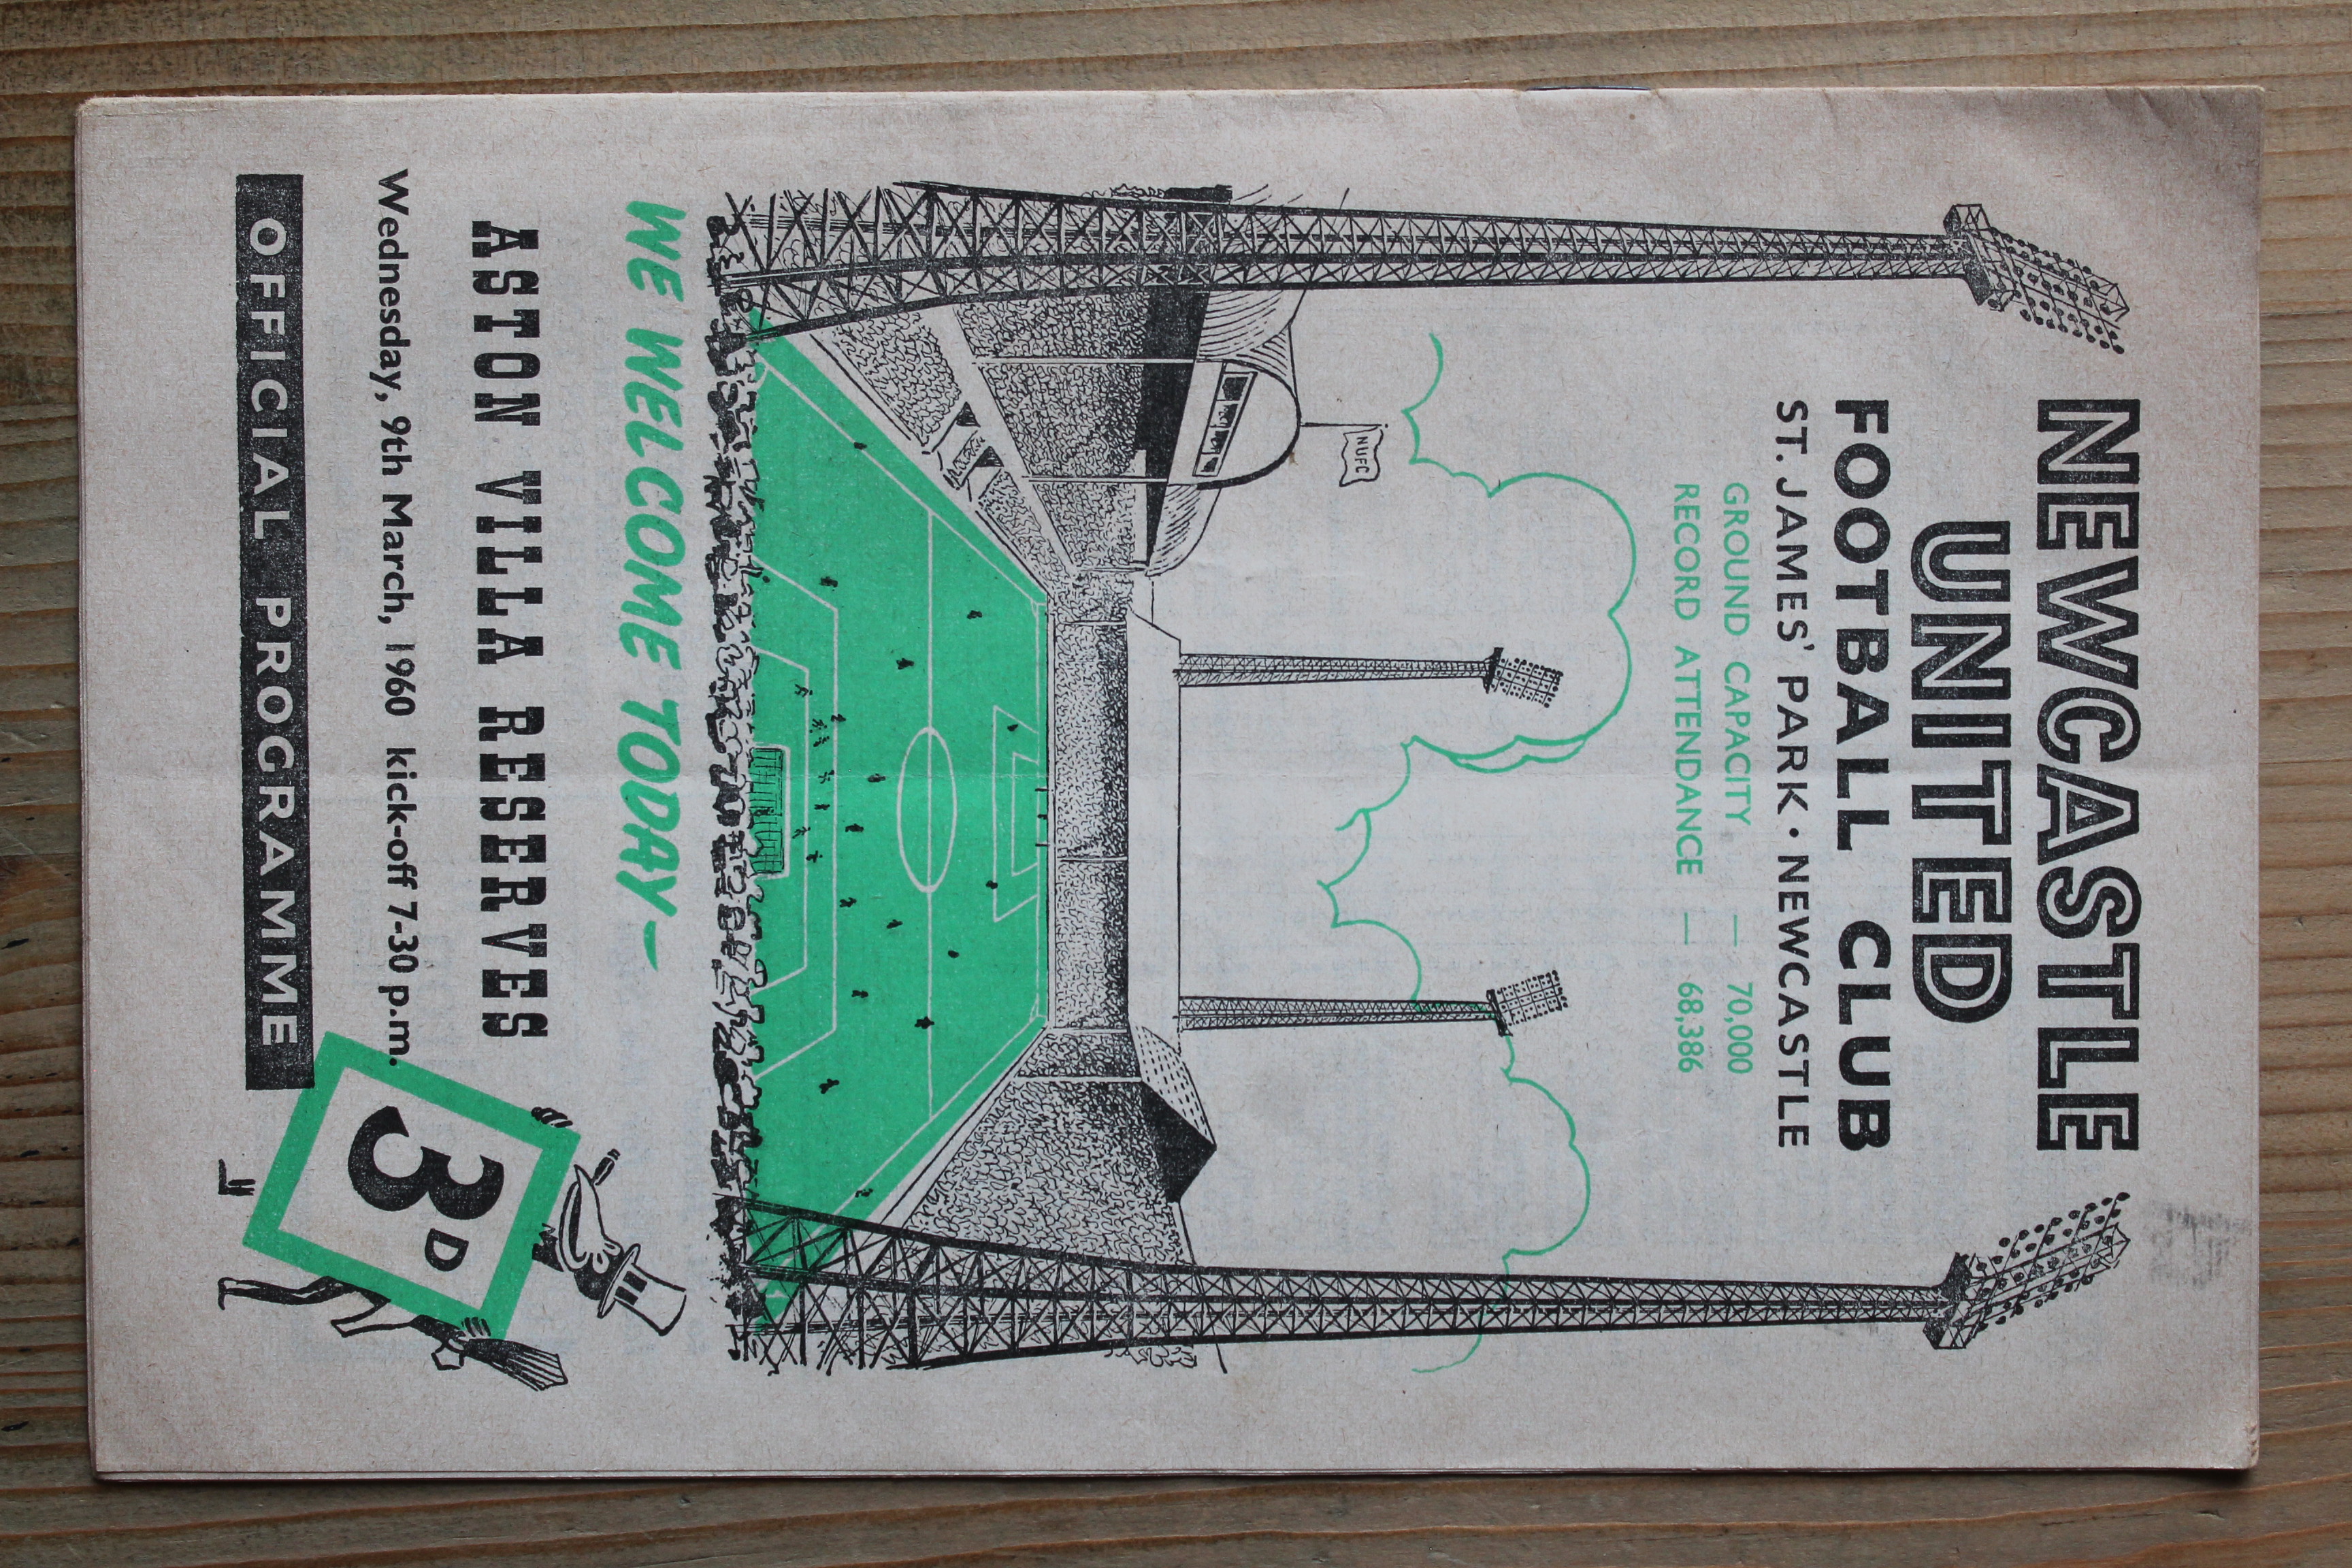 NEWCASTLE
UNITED
FOOTBALL CLUB
ST. JAMES' PARK · NEWCASTLE
GROUND CAPACITY — 70,000
RECORD ATTENDANCE — 68,386
NUFC
WE WELCOME TODAY—
ASTON VILLA RESERVES
Wednesday, 9th March, 1960 kick-off 7-30 p.m.
OFFICIAL PROGRAMME
3D